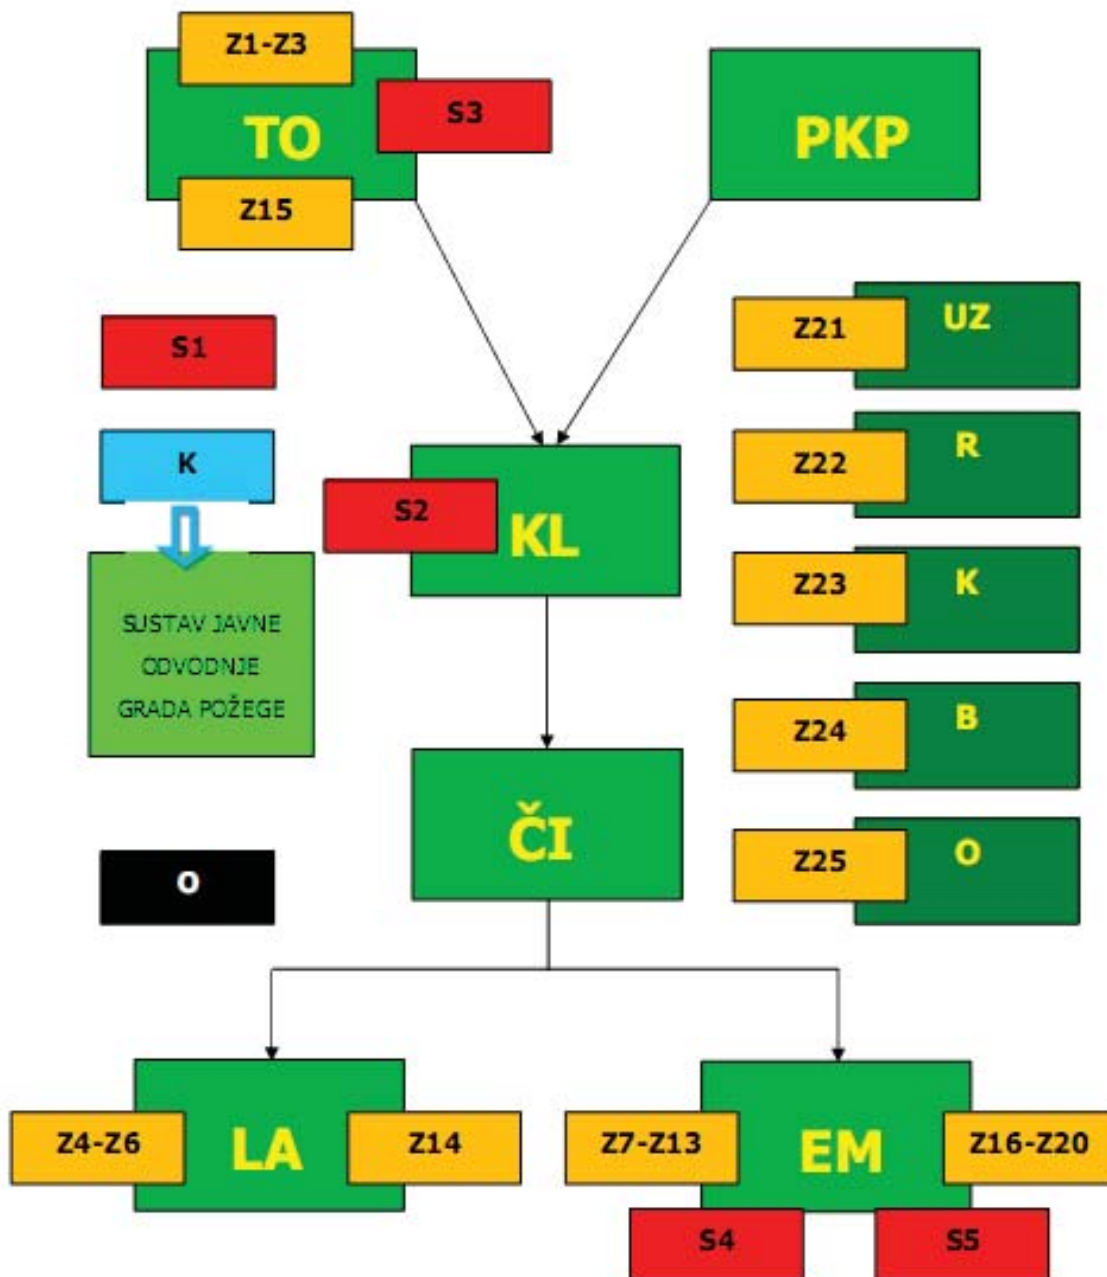 Z1-Z3
TO
S3
Z15
PKP
S1
K
SUSTAV JAVNE
ODVODNJE
GRADA POŽEGE
O
S2
KL
ČI
Z21
UZ
Z22
R
Z23
K
Z24
B
Z25
O
Z4-Z6
LA
Z14
Z7-Z13
EM
Z16-Z20
S4
S5